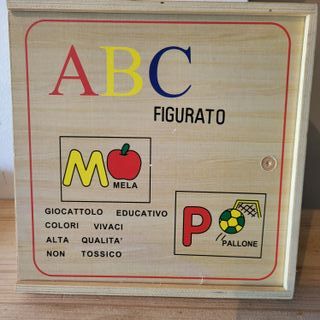 ABC
FIGURATO
M
MELA
P
PALLONE
GIOCATTOLO EDUCATIVO
COLORI VIVACI
ALTA QUALITA'
NON TOSSICO